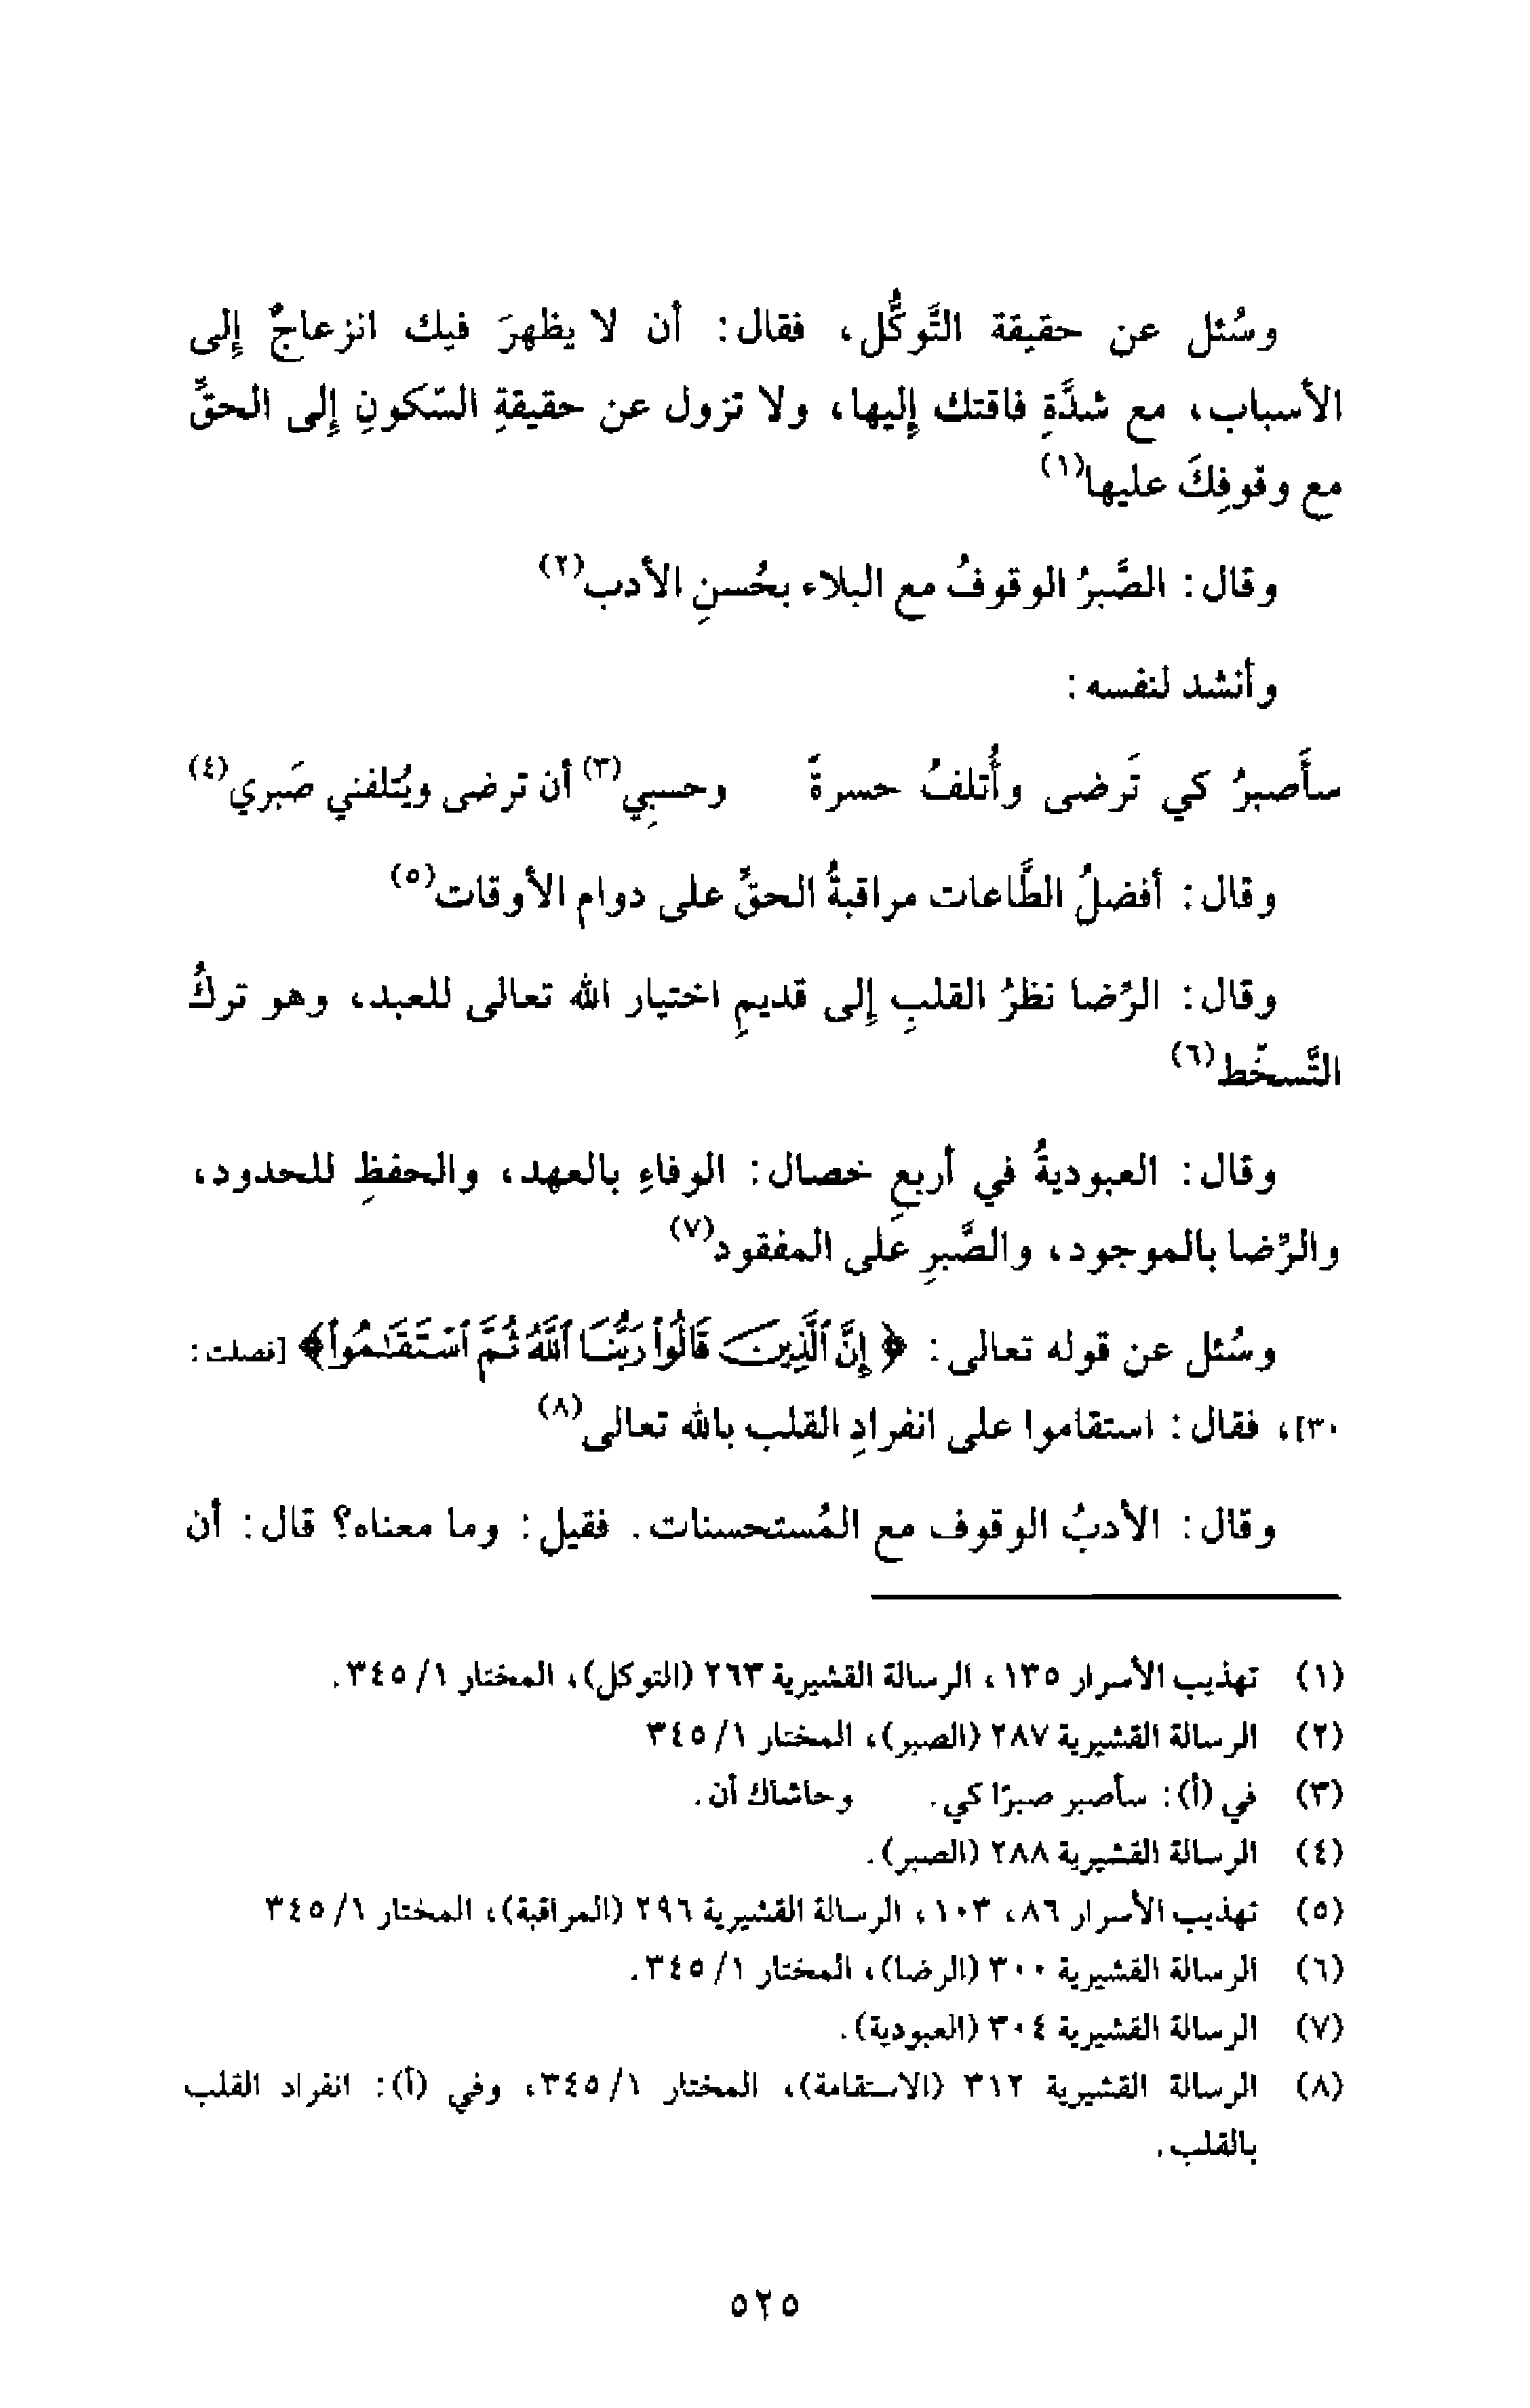 وسُئل عن حقيقة التَّوكُّل، فقال: أن لا يظهرَ فيك انزعاجٌ إلى
الأسباب، مع شدَّةِ فاقتك إليها، ولا تزول عن حقيقةِ السّكونِ إلى الحقِّ
مع وقوفِكَ عليها(١)
وقال: الصَّبرُ الوقوفُ مع البلاء بحُسنِ الأدب(٢)
وأنشد لنفسه:
سأَصبرُ كي تَرضى وأُتلفُ حسرةً وحسبِي(٣) أن ترضى ويُتلفني صَبري(٤)
وقال: أفضلُ الطَّاعات مراقبةُ الحقِّ على دوام الأوقات(٥)
وقال: الرِّضا نظرُ القلبِ إلى قديمِ اختيار الله تعالى للعبد، وهو تركُ
التَّسخّط(٦)
وقال: العبوديةُ في أربعِ خصال: الوفاءِ بالعهد، والحفظِ للحدود،
والرِّضا بالموجود، والصَّبرِ على المفقود(٧)
وسُئل عن قوله تعالى: ﴿إِنَّ ٱلَّذِينَ قَالُوا۟ رَبُّنَا ٱللَّهُ ثُمَّ ٱسْتَقَٰمُوا۟﴾ [فصلت:
٣٠]، فقال: استقاموا على انفرادِ القلب بالله تعالى(٨)
وقال: الأدبُ الوقوف مع المُستحسنات. فقيل: وما معناه؟ قال: أن
(١) تهذيب الأسرار ١٣٥، الرسالة القشيرية ٢٦٣ (التوكل)، المختار ١/ ٣٤٥.
(٢) الرسالة القشيرية ٢٨٧ (الصبر)، المختار ١/ ٣٤٥
(٣) في (أ): سأصبر صبرًا كي. وحاشاك أن.
(٤) الرسالة القشيرية ٢٨٨ (الصبر).
(٥) تهذيب الأسرار ٨٦، ١٠٣، الرسالة القشيرية ٢٩٦ (المراقبة)، المختار ١/ ٣٤٥
(٦) الرسالة القشيرية ٣٠٠ (الرضا)، المختار ١/ ٣٤٥.
(٧) الرسالة القشيرية ٣٠٤ (العبودية).
(٨) الرسالة القشيرية ٣١٢ (الاستقامة)، المختار ١/ ٣٤٥، وفي (أ): انفراد القلب
بالقلب.
٥٢٥